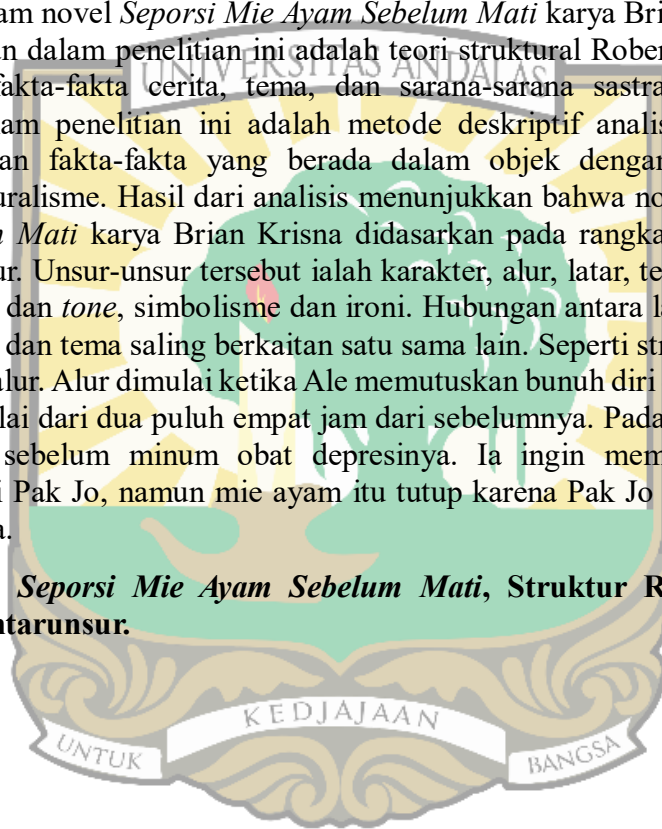 am novel Seporsi Mie Ayam Sebelum Mati karya Bri
n dalam penelitian ini adalah teori struktural Rober
UNIVERSITAS ANDALAS
fakta-fakta cerita, tema, dan sarana-sarana sastra
am penelitian ini adalah metode deskriptif analis
an fakta-fakta yang berada dalam objek dengan
uralisme. Hasil dari analisis menunjukkan bahwa no
n Mati karya Brian Krisna didasarkan pada rangka
ur. Unsur-unsur tersebut ialah karakter, alur, latar, te
dan tone, simbolisme dan ironi. Hubungan antara l
dan tema saling berkaitan satu sama lain. Seperti str
alur. Alur dimulai ketika Ale memutuskan bunuh diri
lai dari dua puluh empat jam dari sebelumnya. Pada
sebelum minum obat depresinya. Ia ingin mem
i Pak Jo, namun mie ayam itu tutup karena Pak Jo
a.
Seporsi Mie Ayam Sebelum Mati, Struktur R
ntarunsur.
UNTUK KEDJAJAAN BANGSA